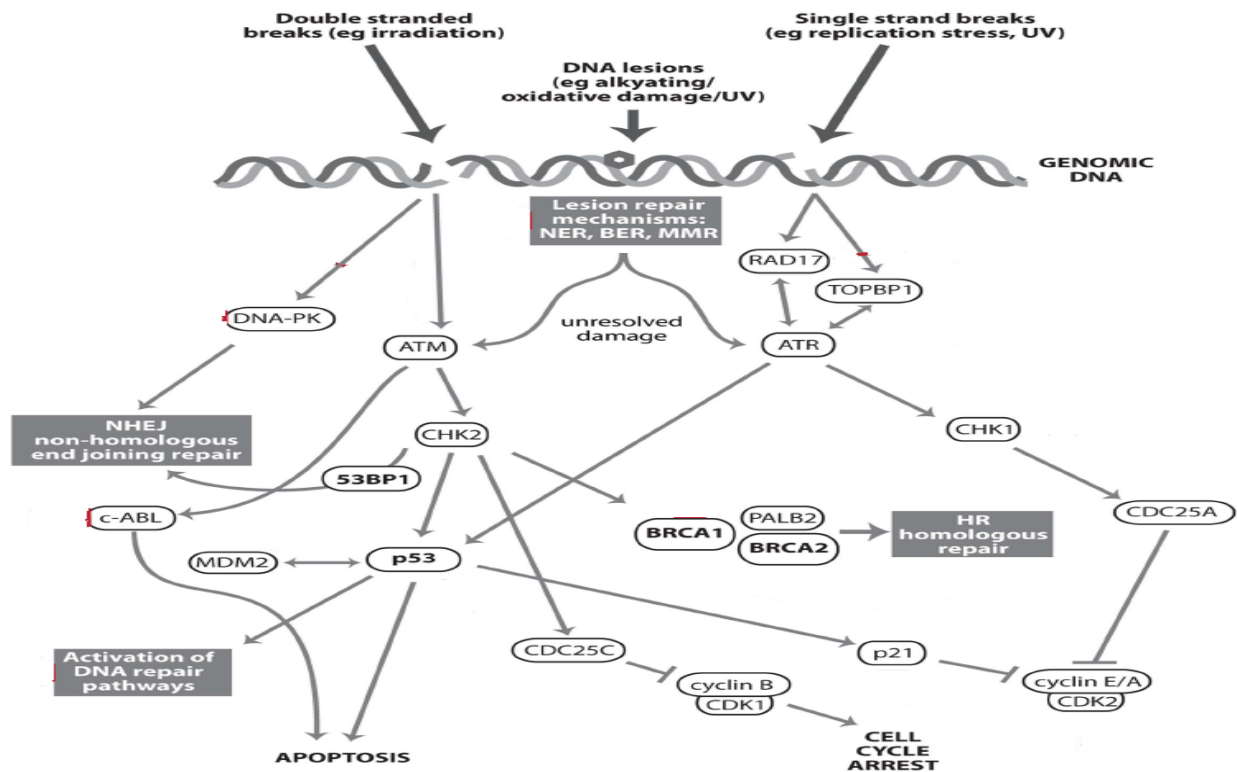 Double stranded
breaks (eg irradiation)
Single strand breaks
(eg replication stress, UV)
DNA lesions
(eg alkyating/
oxidative damage/UV)
GENOMIC
DNA
Lesion repair
mechanisms:
NER, BER, MMR
RAD17
TOPBP1
DNA-PK
unresolved
damage
ATM
ATR
NHEJ
non-homologous
end joining repair
CHK2
CHK1
53BP1
c-ABL
CDC25A
BRCA1
PALB2
BRCA2
HR
homologous
repair
MDM2
p53
Activation of
DNA repair
pathways
CDC25C
p21
cyclin B
CDK1
cyclin E/A
CDK2
APOPTOSIS
CELL
CYCLE
ARREST